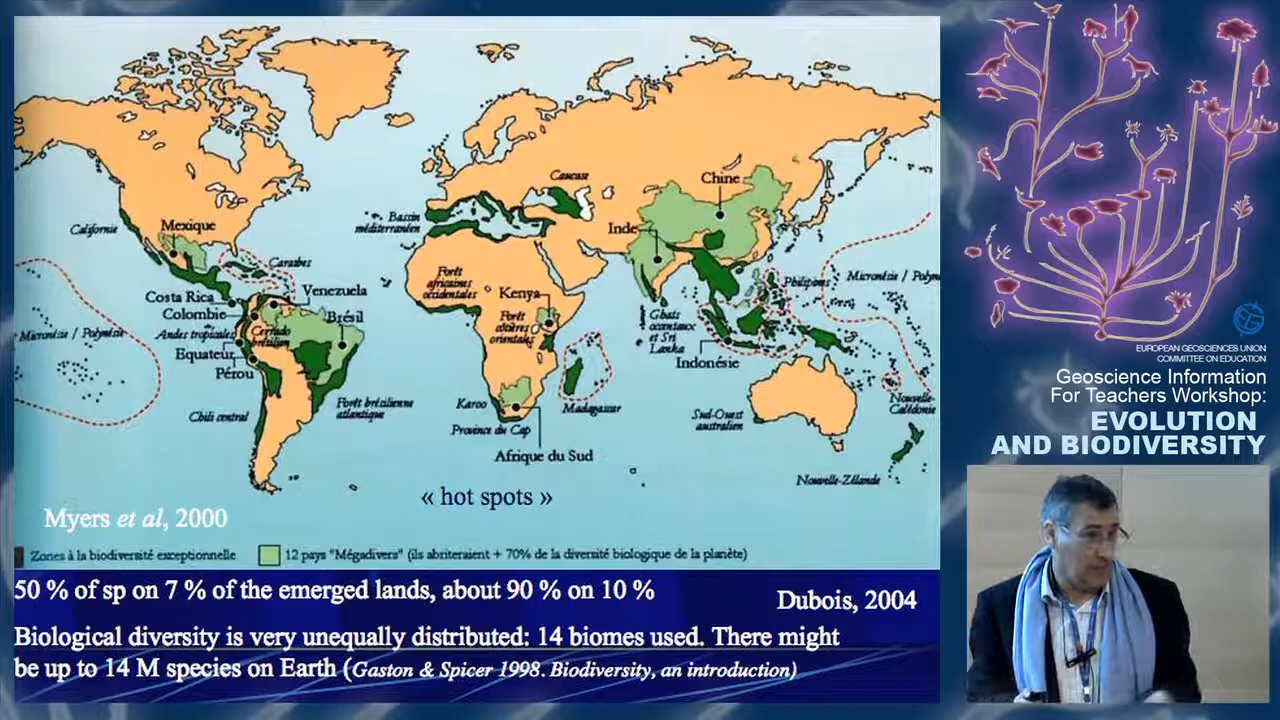 Caucase
Chine
Californie
Mexique
Bassin
méditerranéen
Inde
Caraïbes
Micronésie /
Costa Rica
Venezuela
Forêt
africaines
occidentales
Kenya
Philippines
Colombie
Brésil
Micronésie / Polynésie
Andes tropicales
Cerrado
brésilien
Forêt
côtières
orientales
Ghats
occentaux
et Sri
Lanka
Equateur
Indonésie
Pérou
Chili central
Forêt brésilienne
atlantique
Karoo
Madagascar
Sud-Ouest
australien
Nouvelle-
Calédonie
Province du Cap
Afrique du Sud
Nouvelle-Zélande
« hot spots »
Myers et al, 2000
Zones à la biodiversité exceptionnelle
12 pays "Mégadivers" (ils abriteraient + 70% de la diversité biologique de la planète)
50 % of sp on 7 % of the emerged lands, about 90 % on 10 %
Dubois, 2004
Biological diversity is very unequally distributed: 14 biomes used. There might
be up to 14 M species on Earth (Gaston & Spicer 1998. Biodiversity, an introduction)
EUROPEAN GEOSCIENCES UNION
COMMITTEE ON EDUCATION
Geoscience Information
For Teachers Workshop:
EVOLUTION
AND BIODIVERSITY